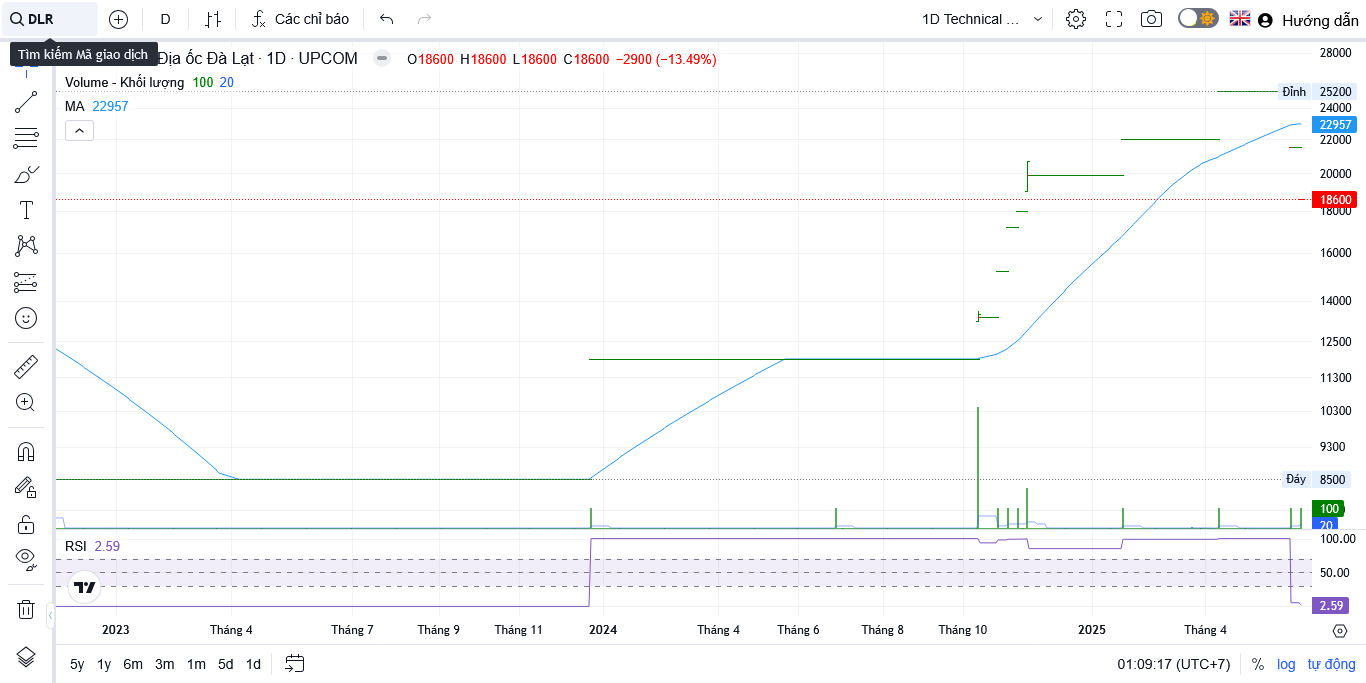 DLR
D
Các chỉ báo
1D Technical ...
Hướng dẫn
Tìm kiếm Mã giao dịch
Địa ốc Đà Lạt · 1D · UPCOM
O18600 H18600 L18600 C18600 −2900 (−13.49%)
Volume - Khối lượng 100 20
MA 22957
28000
Đỉnh 25200
24000
22957
22000
20000
18600
18000
16000
14000
12500
11300
10300
9300
Đáy 8500
100
20
RSI 2.59
100.00
50.00
2.59
2023 Tháng 4 Tháng 7 Tháng 9 Tháng 11 2024 Tháng 4 Tháng 6 Tháng 8 Tháng 10 2025 Tháng 4
5y 1y 6m 3m 1m 5d 1d
01:09:17 (UTC+7) % log tự động